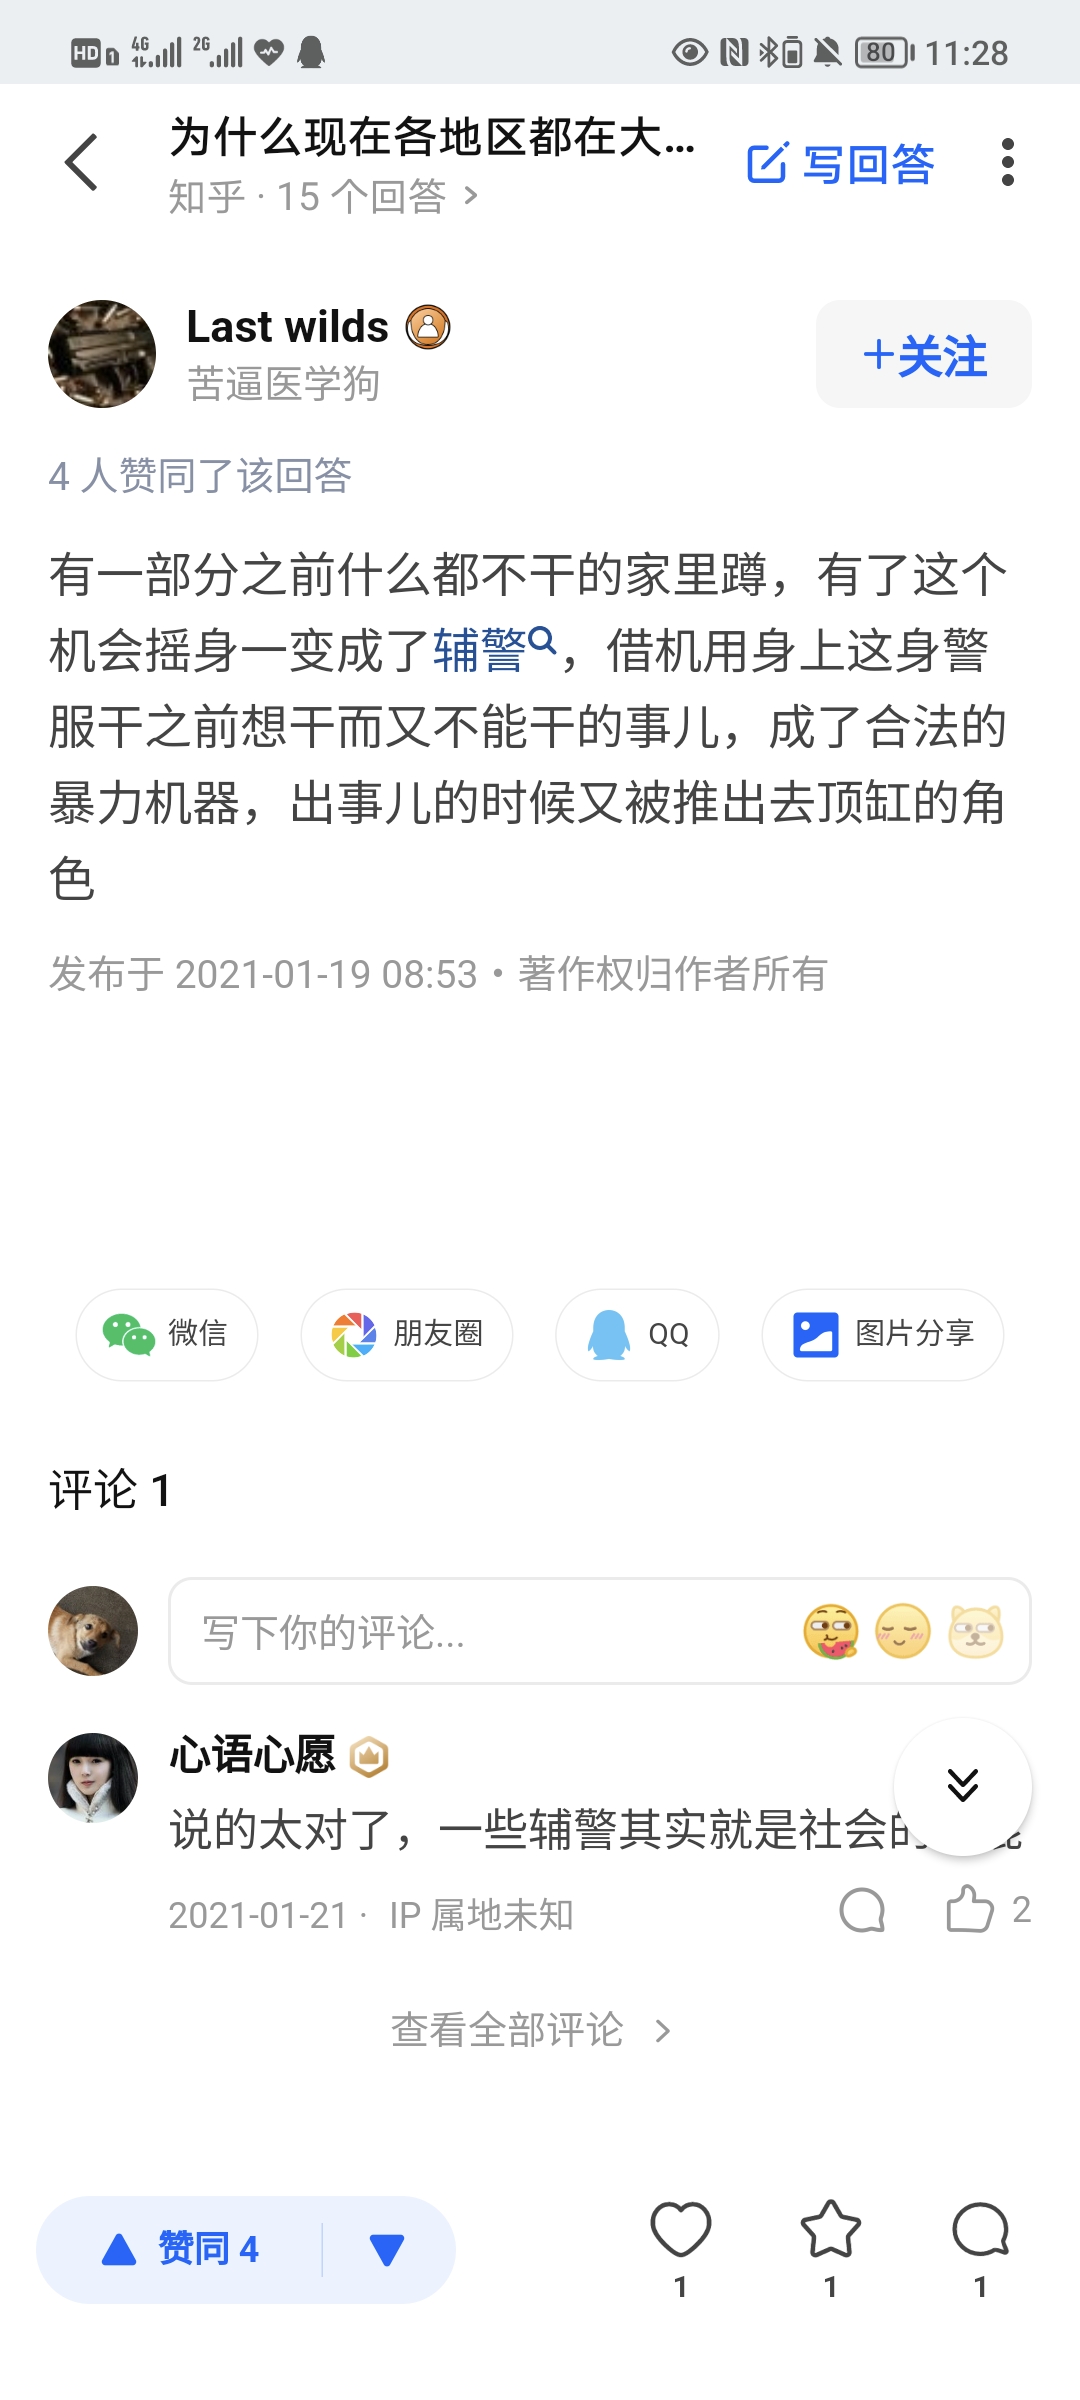 HD 1 4G 2G 80 11:28
为什么现在各地区都在大...
知乎 · 15 个回答 >
写回答
Last wilds
苦逼医学狗
+关注
4 人赞同了该回答
有一部分之前什么都不干的家里蹲，有了这个
机会摇身一变成了辅警，借机用身上这身警
服干之前想干而又不能干的事儿，成了合法的
暴力机器，出事儿的时候又被推出去顶缸的角
色
发布于 2021-01-19 08:53 · 著作权归作者所有
微信 朋友圈 QQ 图片分享
评论 1
写下你的评论...
心语心愿
说的太对了，一些辅警其实就是社会的
2021-01-21 · IP 属地未知
2
查看全部评论 >
赞同 4
1 1 1